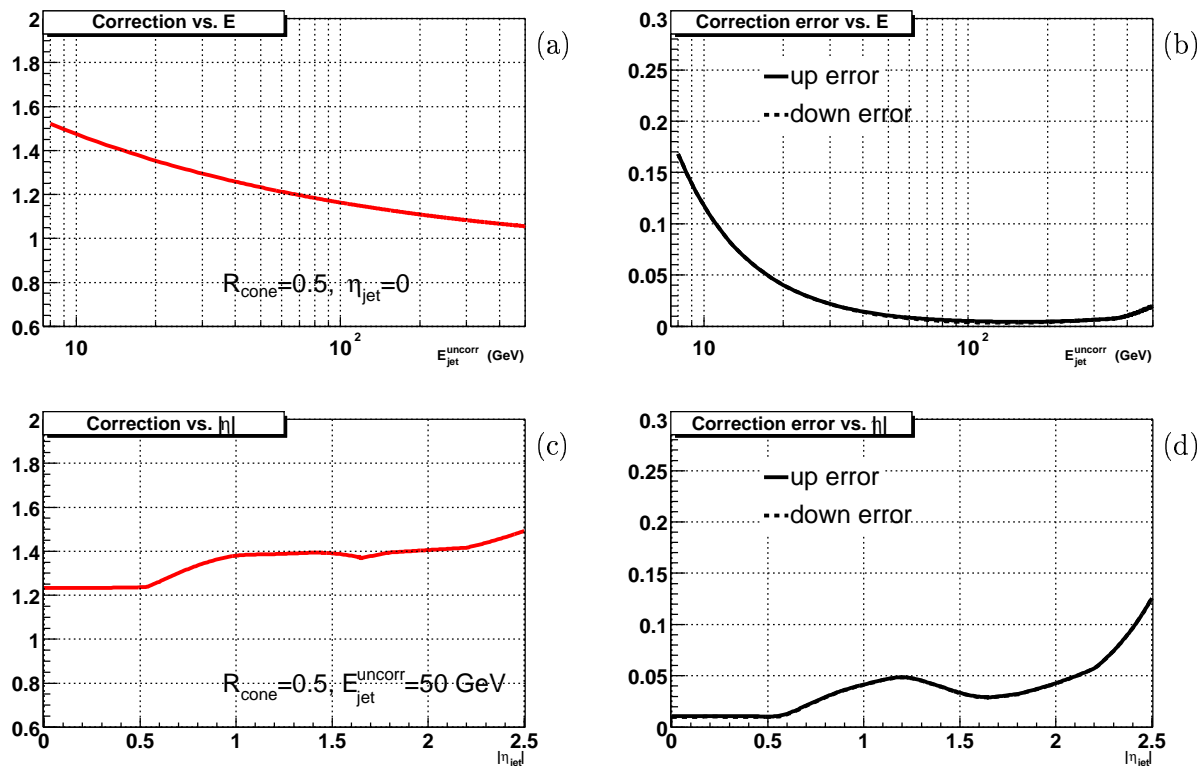 Correction vs. E
(a)
2
1.8
1.6
1.4
1.2
1
0.8
0.6
R_cone=0.5, η_jet=0
10
10²
E_jet^uncorr (GeV)
Correction error vs. E
(b)
0.3
0.25
0.2
0.15
0.1
0.05
0
up error
down error
10
10²
E_jet^uncorr (GeV)
Correction vs. |η|
(c)
2
1.8
1.6
1.4
1.2
1
0.8
0.6
R_cone=0.5, E_jet^uncorr=50 GeV
0
0.5
1
1.5
2
2.5
|η_jet|
Correction error vs. |η|
(d)
0.3
0.25
0.2
0.15
0.1
0.05
0
up error
down error
0
0.5
1
1.5
2
2.5
|η_jet|